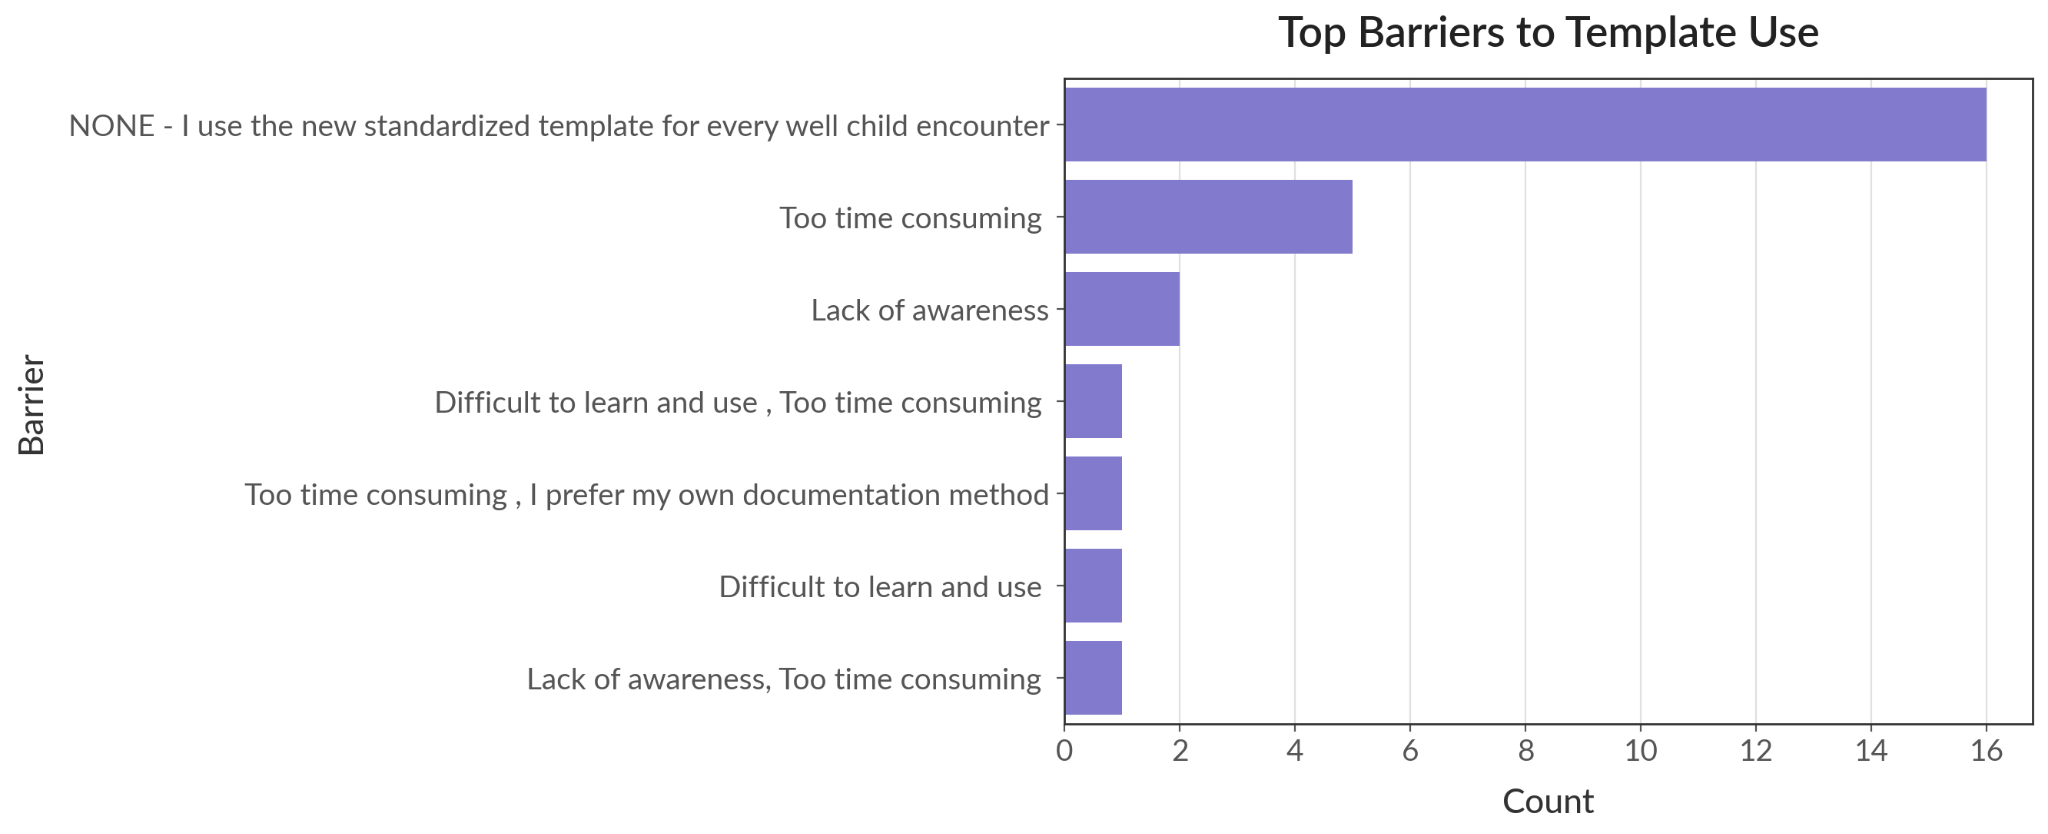 Top Barriers to Template Use
NONE - I use the new standardized template for every well child encounter
Too time consuming
Lack of awareness
Difficult to learn and use , Too time consuming
Too time consuming , I prefer my own documentation method
Difficult to learn and use
Lack of awareness, Too time consuming
Barrier
0 2 4 6 8 10 12 14 16
Count